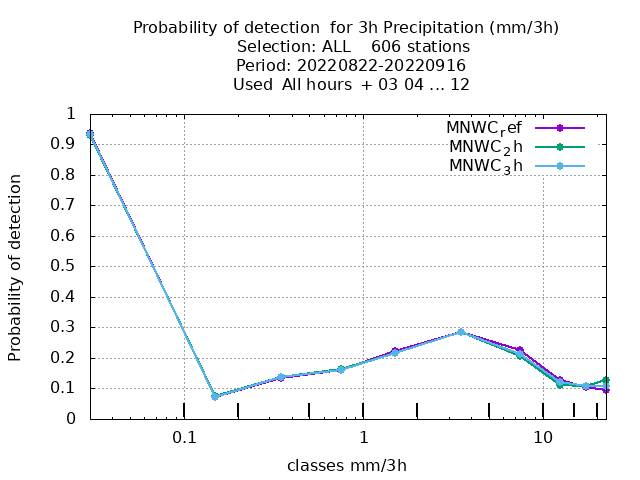 Probability of detection  for 3h Precipitation (mm/3h)
Selection: ALL    606 stations
Period: 20220822-20220916
Used  All hours  + 03 04 ... 12
MNWC_ref
MNWC_2h
MNWC_3h
1
0.9
0.8
0.7
0.6
0.5
0.4
0.3
0.2
0.1
0
Probability of detection
0.1 1 10
classes mm/3h